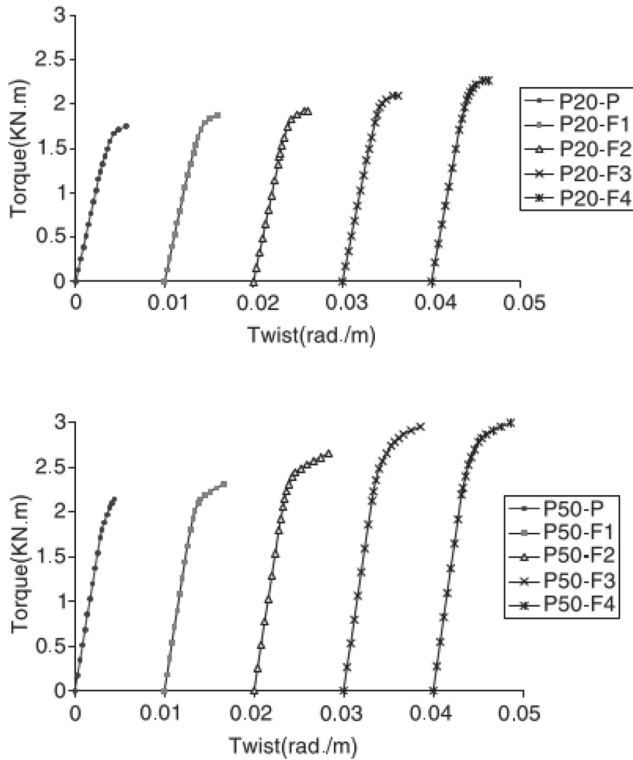 3
2.5
2
1.5
1
0.5
0
Torque(KN.m)
0
0.01
0.02
0.03
0.04
0.05
Twist(rad./m)
P20-P
P20-F1
P20-F2
P20-F3
P20-F4
3
2.5
2
1.5
1
0.5
0
Torque(KN.m)
0
0.01
0.02
0.03
0.04
0.05
Twist(rad./m)
P50-P
P50-F1
P50-F2
P50-F3
P50-F4